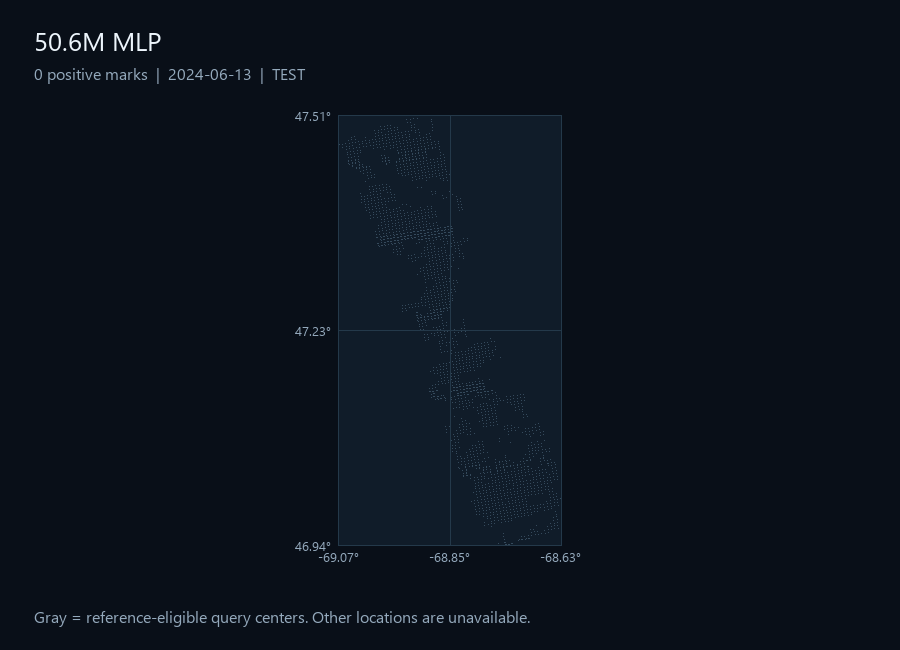 50.6M MLP
0 positive marks | 2024-06-13 | TEST
47.51°
47.23°
46.94°
-69.07° -68.85° -68.63°
Gray = reference-eligible query centers. Other locations are unavailable.